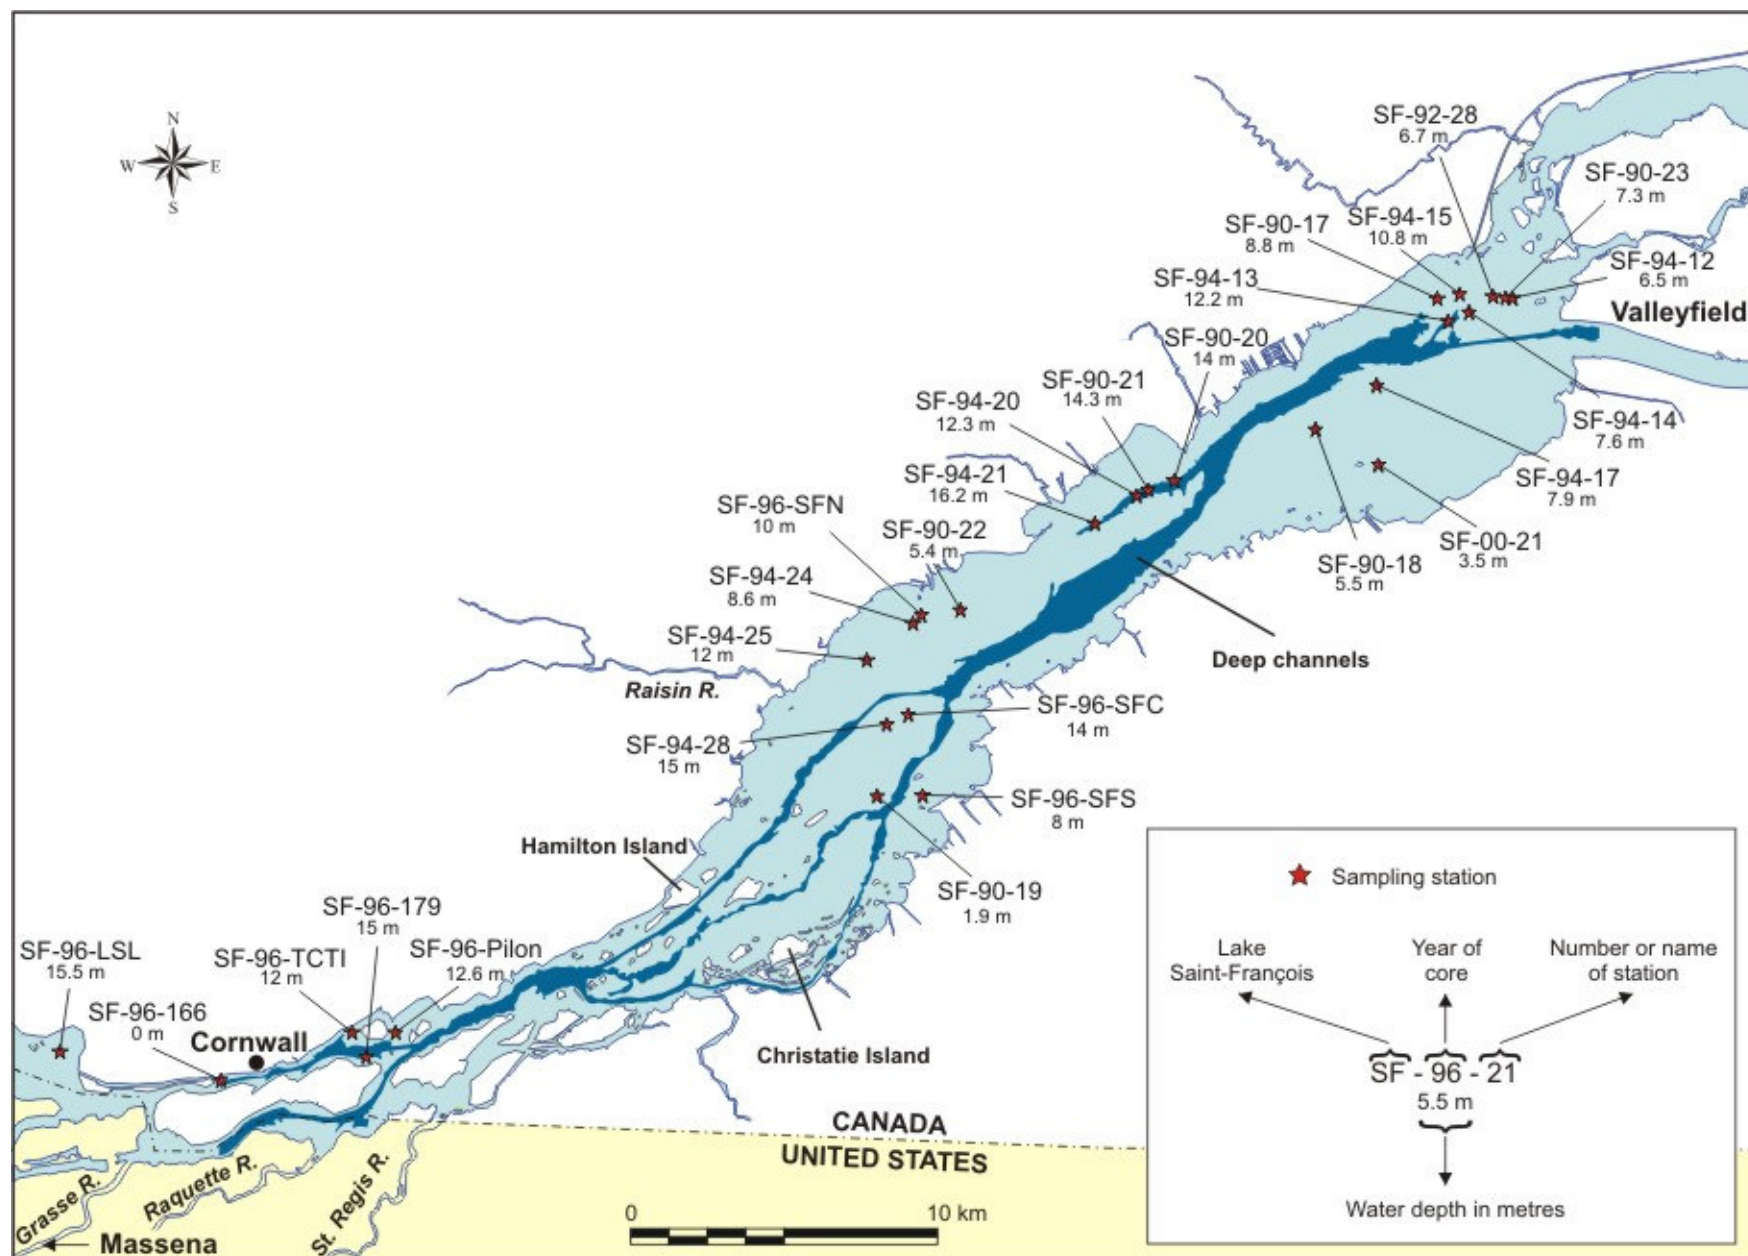 N
W E
S
SF-92-28
6.7 m
SF-90-23
7.3 m
SF-94-15
10.8 m
SF-90-17
8.8 m
SF-94-12
6.5 m
SF-94-13
12.2 m
Valleyfield
SF-90-20
14 m
SF-90-21
14.3 m
SF-94-20
12.3 m
SF-94-14
7.6 m
SF-94-21
16.2 m
SF-94-17
7.9 m
SF-96-SFN
10 m
SF-90-22
5.4 m
SF-00-21
3.5 m
SF-90-18
5.5 m
SF-94-24
8.6 m
SF-94-25
12 m
Deep channels
Raisin R.
SF-96-SFC
14 m
SF-94-28
15 m
SF-96-SFS
8 m
Hamilton Island
SF-90-19
1.9 m
SF-96-179
15 m
SF-96-LSL
15.5 m
SF-96-TCTI
12 m
SF-96-Pilon
12.6 m
SF-96-166
0 m
Cornwall
Christatie Island
CANADA
UNITED STATES
Grasse R.
Raquette R.
St. Regis R.
Massena
0 10 km
Sampling station
Lake
Saint-François
Year of
core
Number or name
of station
SF - 96 - 21
5.5 m
Water depth in metres